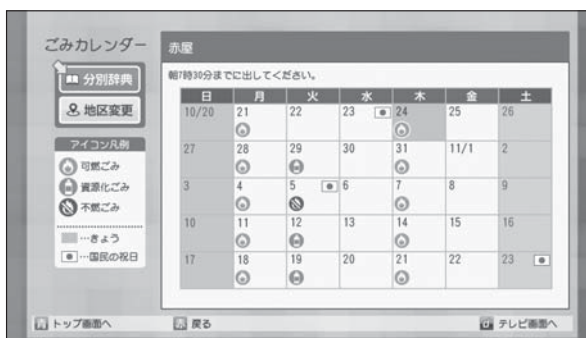 ごみカレンダー
分別辞典
地区変更
アイコン凡例
可燃ごみ
資源化ごみ
不燃ごみ
…きょう
…国民の祝日
赤屋
朝7時30分までに出してください。
日 月 火 水 木 金 土
10/20 21 22 23 24 25 26
27 28 29 30 31 11/1 2
3 4 5 6 7 8 9
10 11 12 13 14 15 16
17 18 19 20 21 22 23
トップ画面へ 戻る d テレビ画面へ